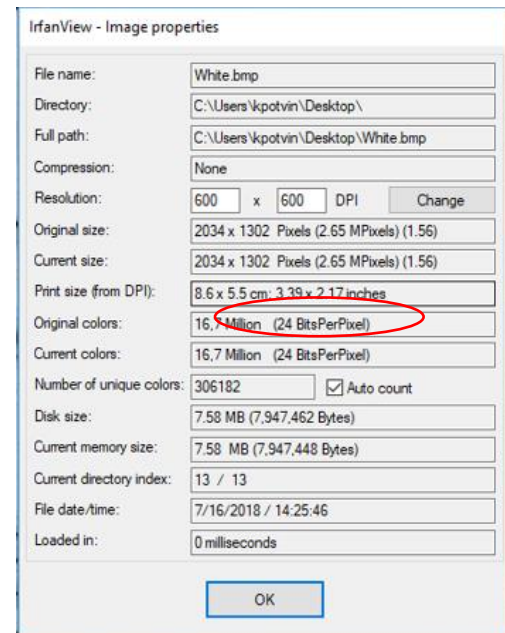 IrfanView - Image properties
File name: White.bmp
Directory: C:\Users\kpotvin\Desktop\
Full path: C:\Users\kpotvin\Desktop\White.bmp
Compression: None
Resolution: 600 x 600 DPI Change
Original size: 2034 x 1302 Pixels (2.65 MPixels) (1.56)
Current size: 2034 x 1302 Pixels (2.65 MPixels) (1.56)
Print size (from DPI): 8.6 x 5.5 cm; 3.39 x 2.17 inches
Original colors: 16,7 Million (24 BitsPerPixel)
Current colors: 16,7 Million (24 BitsPerPixel)
Number of unique colors: 306182 Auto count
Disk size: 7.58 MB (7,947,462 Bytes)
Current memory size: 7.58 MB (7,947,448 Bytes)
Current directory index: 13 / 13
File date/time: 7/16/2018 / 14:25:46
Loaded in: 0 milliseconds
OK